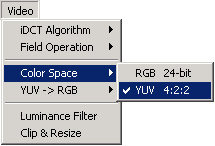 Video
iDCT Algorithm
Field Operation
Color Space
YUV -> RGB
Luminance Filter
Clip & Resize
RGB 24-bit
YUV 4:2:2